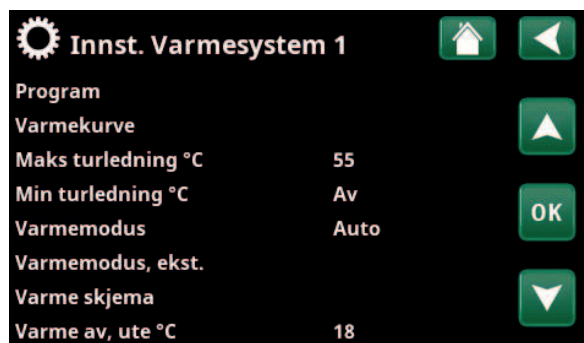 Innst. Varmesystem 1
Program
Varmekurve
Maks turledning °C 55
Min turledning °C Av
Varmemodus Auto
Varmemodus, ekst.
Varme skjema
Varme av, ute °C 18
OK